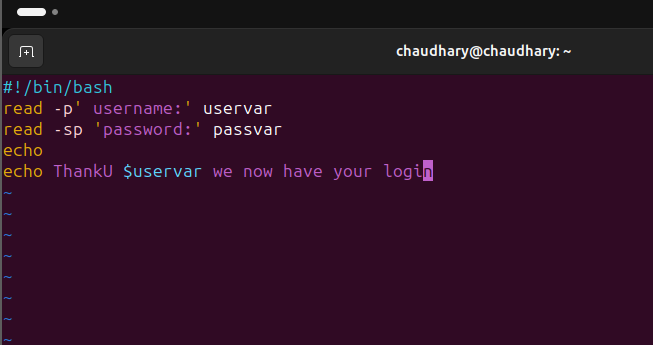 chaudhary@chaudhary: ~
#!/bin/bash
read -p' username:' uservar
read -sp 'password:' passvar
echo
echo ThankU $uservar we now have your login
~
~
~
~
~
~
~
~